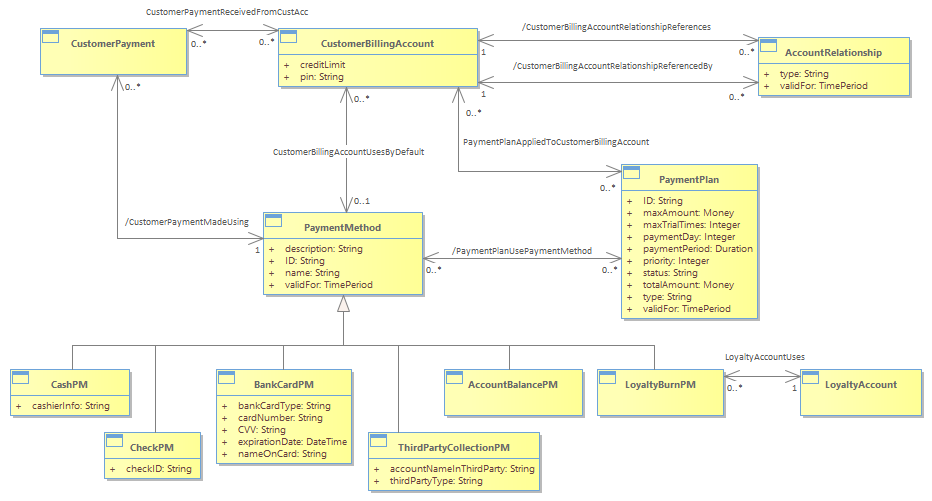 CustomerPaymentReceivedFromCustAcc
CustomerPayment
0..*
0..*
CustomerBillingAccount
+ creditLimit
+ pin: String
/CustomerBillingAccountRelationshipReferences
1
0..*
/CustomerBillingAccountRelationshipReferencedBy
1
0..*
AccountRelationship
+ type: String
+ validFor: TimePeriod
0..*
0..*
0..*
CustomerBillingAccountUsesByDefault
PaymentPlanAppliedToCustomerBillingAccount
0..1
0..*
/CustomerPaymentMadeUsing
1
PaymentMethod
+ description: String
+ ID: String
+ name: String
+ validFor: TimePeriod
/PaymentPlanUsePaymentMethod
0..*
0..*
PaymentPlan
+ ID: String
+ maxAmount: Money
+ maxTrialTimes: Integer
+ paymentDay: Integer
+ paymentPeriod: Duration
+ priority: Integer
+ status: String
+ totalAmount: Money
+ type: String
+ validFor: TimePeriod
CashPM
+ cashierInfo: String
CheckPM
+ checkID: String
BankCardPM
+ bankCardType: String
+ cardNumber: String
+ CVV: String
+ expirationDate: DateTime
+ nameOnCard: String
ThirdPartyCollectionPM
+ accountNameInThirdParty: String
+ thirdPartyType: String
AccountBalancePM
LoyaltyBurnPM
LoyaltyAccountUses
0..*
1
LoyaltyAccount